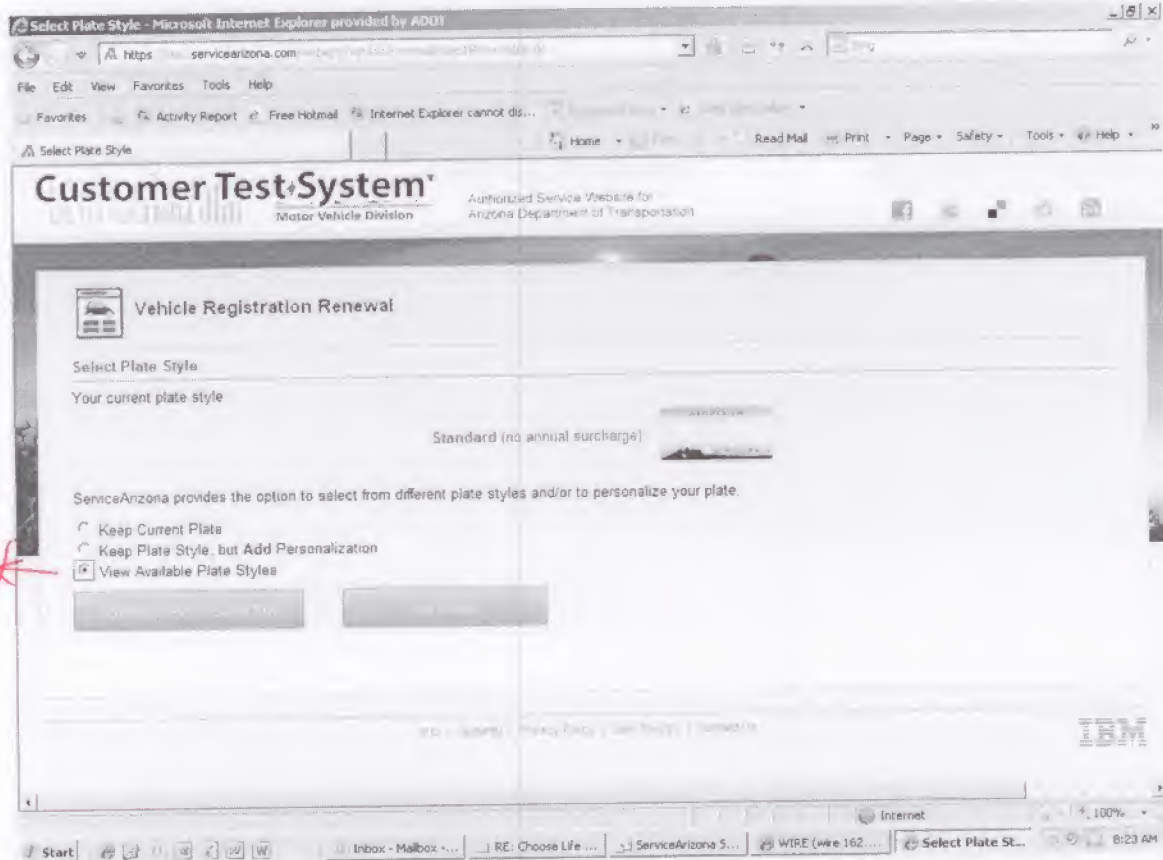 Select Plate Style - Microsoft Internet Explorer provided by ADOT
https servicearizona.com
File Edit View Favorites Tools Help
Favorites Activity Report Free Hotmail Internet Explorer cannot dis...
Select Plate Style Home Read Mail Print Page Safety Tools Help
Customer Test System
Motor Vehicle Division
Authorized Service Website for
Arizona Department of Transportation
Vehicle Registration Renewal
Select Plate Style
Your current plate style
Standard (no annual surcharge)
ServiceArizona provides the option to select from different plate styles and/or to personalize your plate.
Keep Current Plate
Keep Plate Style, but Add Personalization
View Available Plate Styles
IBM
Internet 100%
Start Inbox - Mailbox -... RE: Choose Life ... ServiceArizona S... WIRE (wire 162.... Select Plate St... 8:23 AM